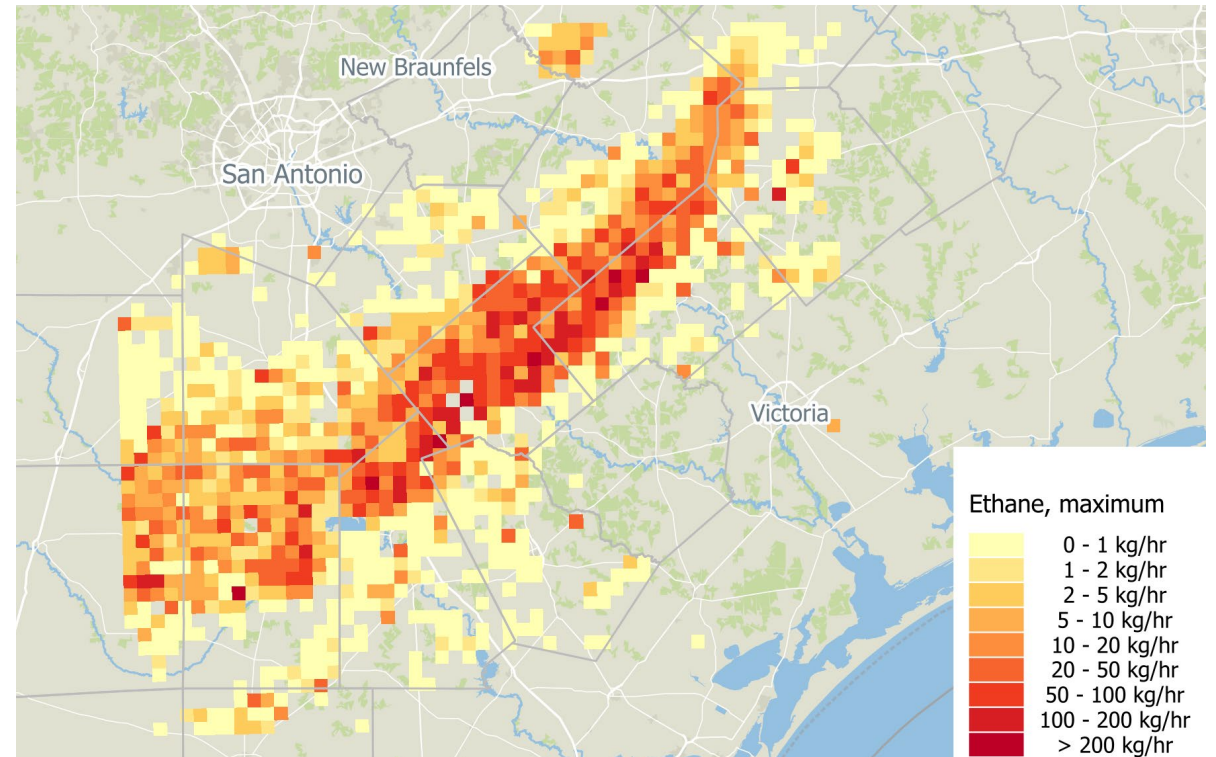 New Braunfels
San Antonio
Victoria
Ethane, maximum
0 - 1 kg/hr
1 - 2 kg/hr
2 - 5 kg/hr
5 - 10 kg/hr
10 - 20 kg/hr
20 - 50 kg/hr
50 - 100 kg/hr
100 - 200 kg/hr
> 200 kg/hr